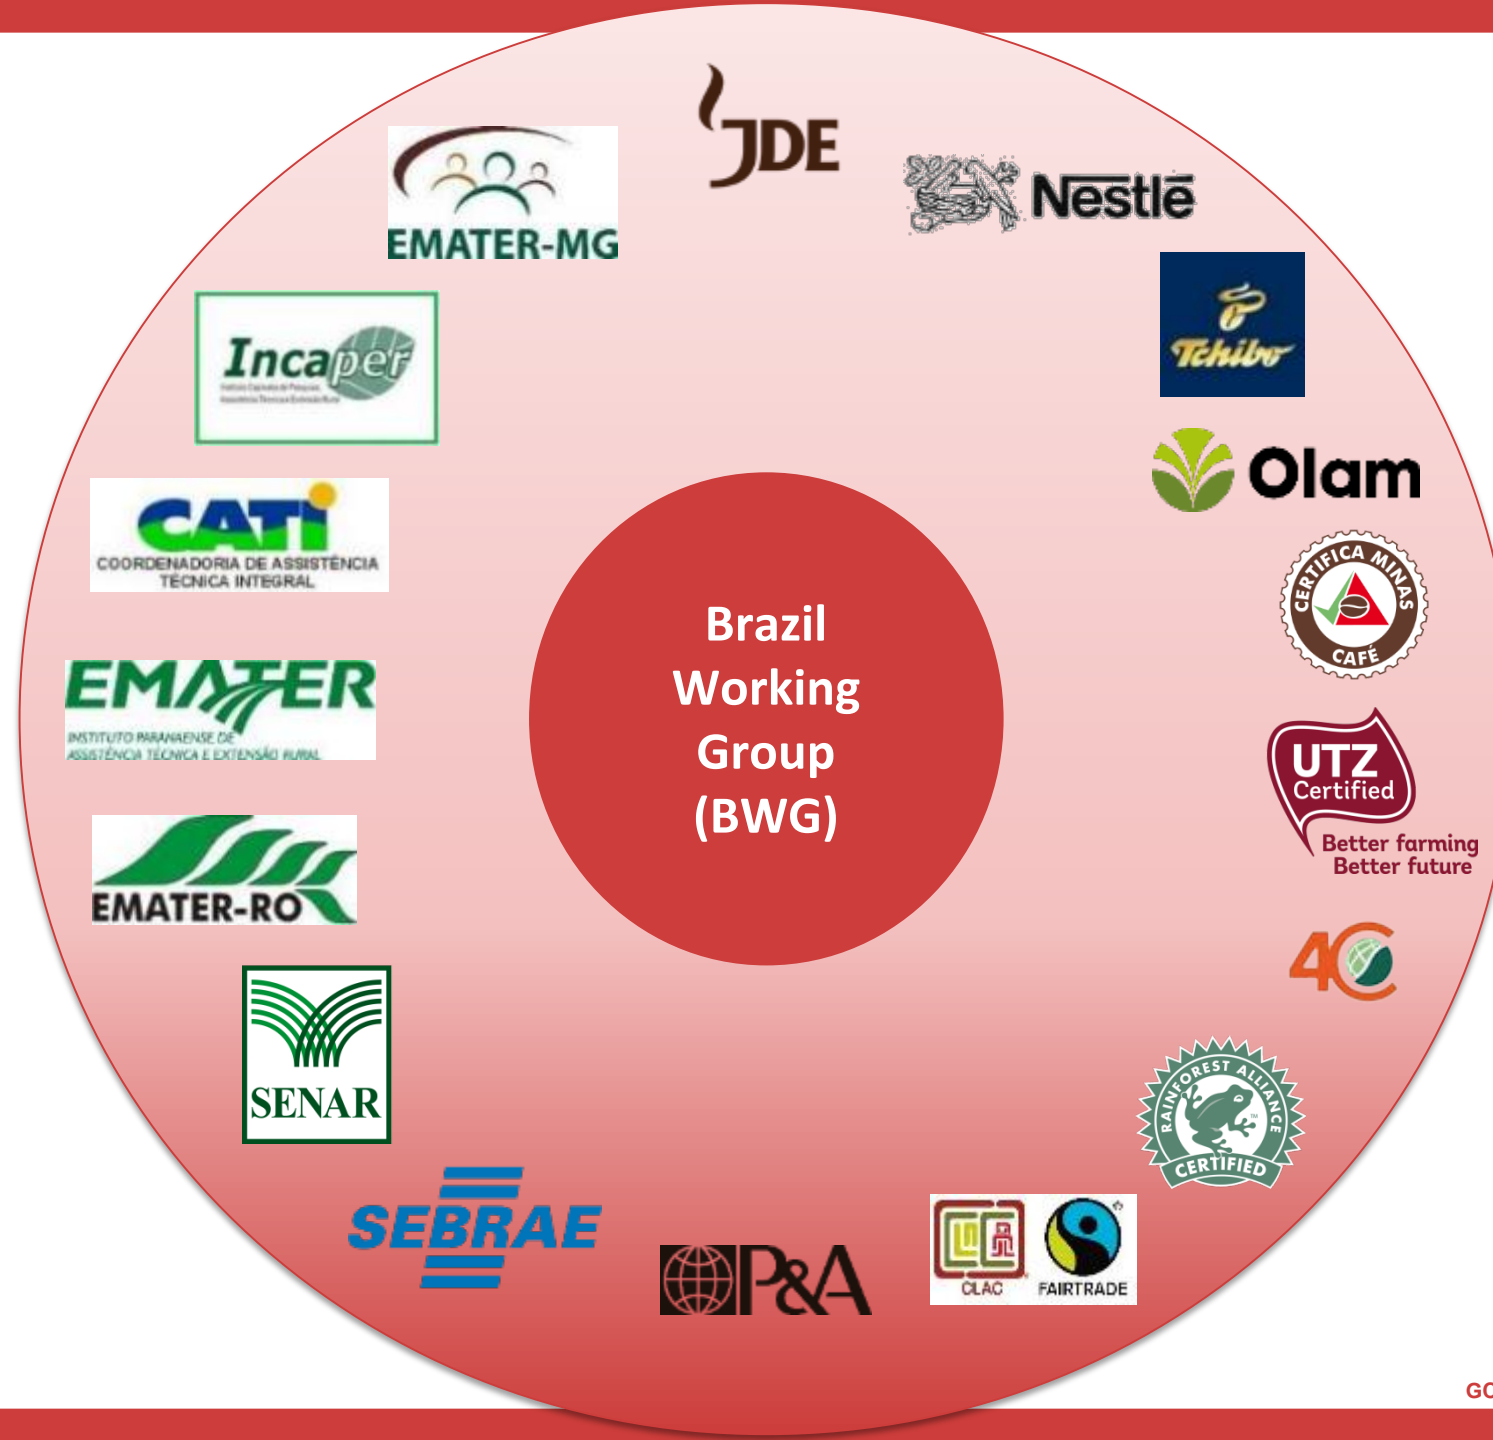 JDE
Nestlé
EMATER-MG
Tchibo
Incaper
Olam
CATI
COORDENADORIA DE ASSISTÊNCIA
TÉCNICA INTEGRAL
CERTIFICA MINAS
CAFÉ
Brazil
Working
Group
(BWG)
EMATER
INSTITUTO PARANAENSE DE
ASSISTÊNCIA TÉCNICA E EXTENSÃO RURAL
UTZ
Certified
Better farming
Better future
EMATER-RO
4C
SENAR
RAINFOREST ALLIANCE
TM
CERTIFIED
SEBRAE
P&A
CLAC
FAIRTRADE
GC